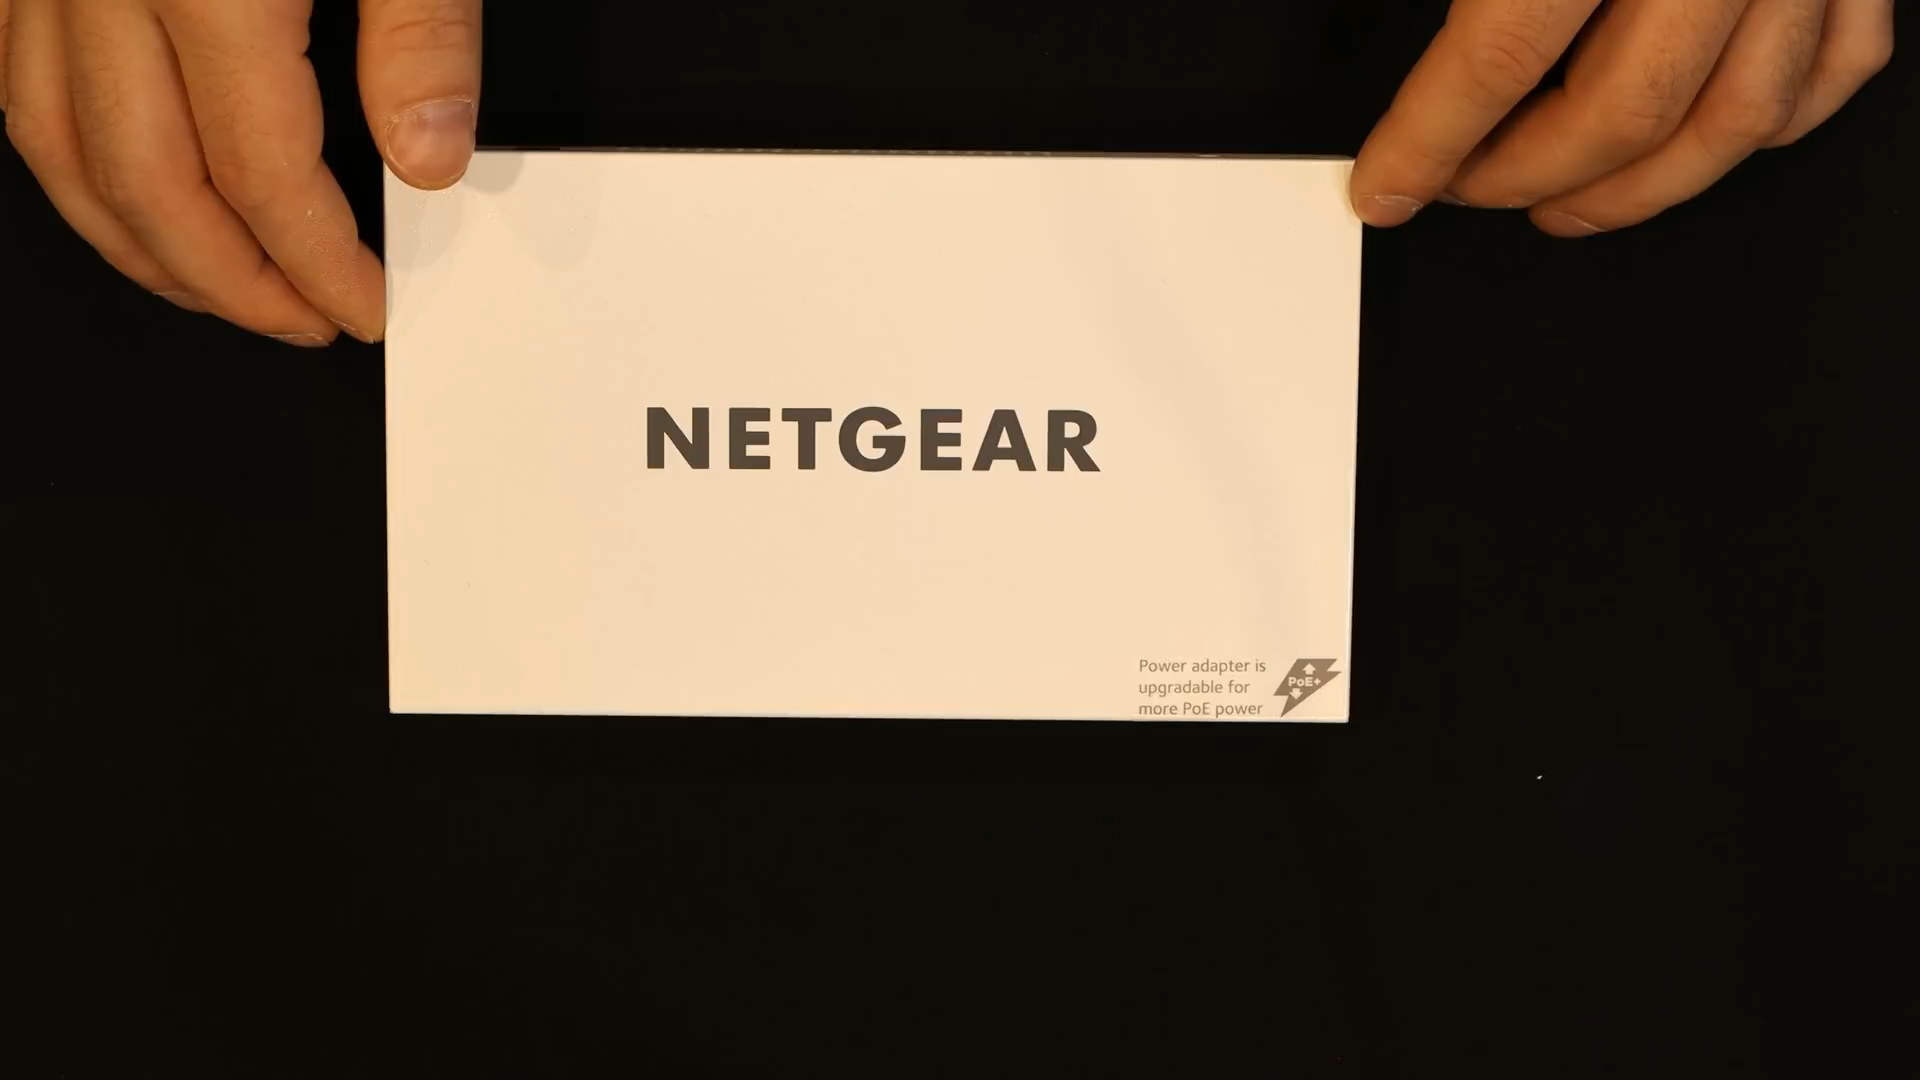 NETGEAR
Power adapter is
upgradable for
more PoE power
PoE+